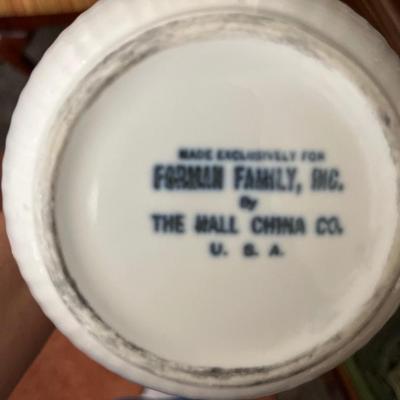 MADE EXCLUSIVELY FOR
FORMAN FAMILY, INC.
By
THE HALL CHINA CO.
U. S. A.